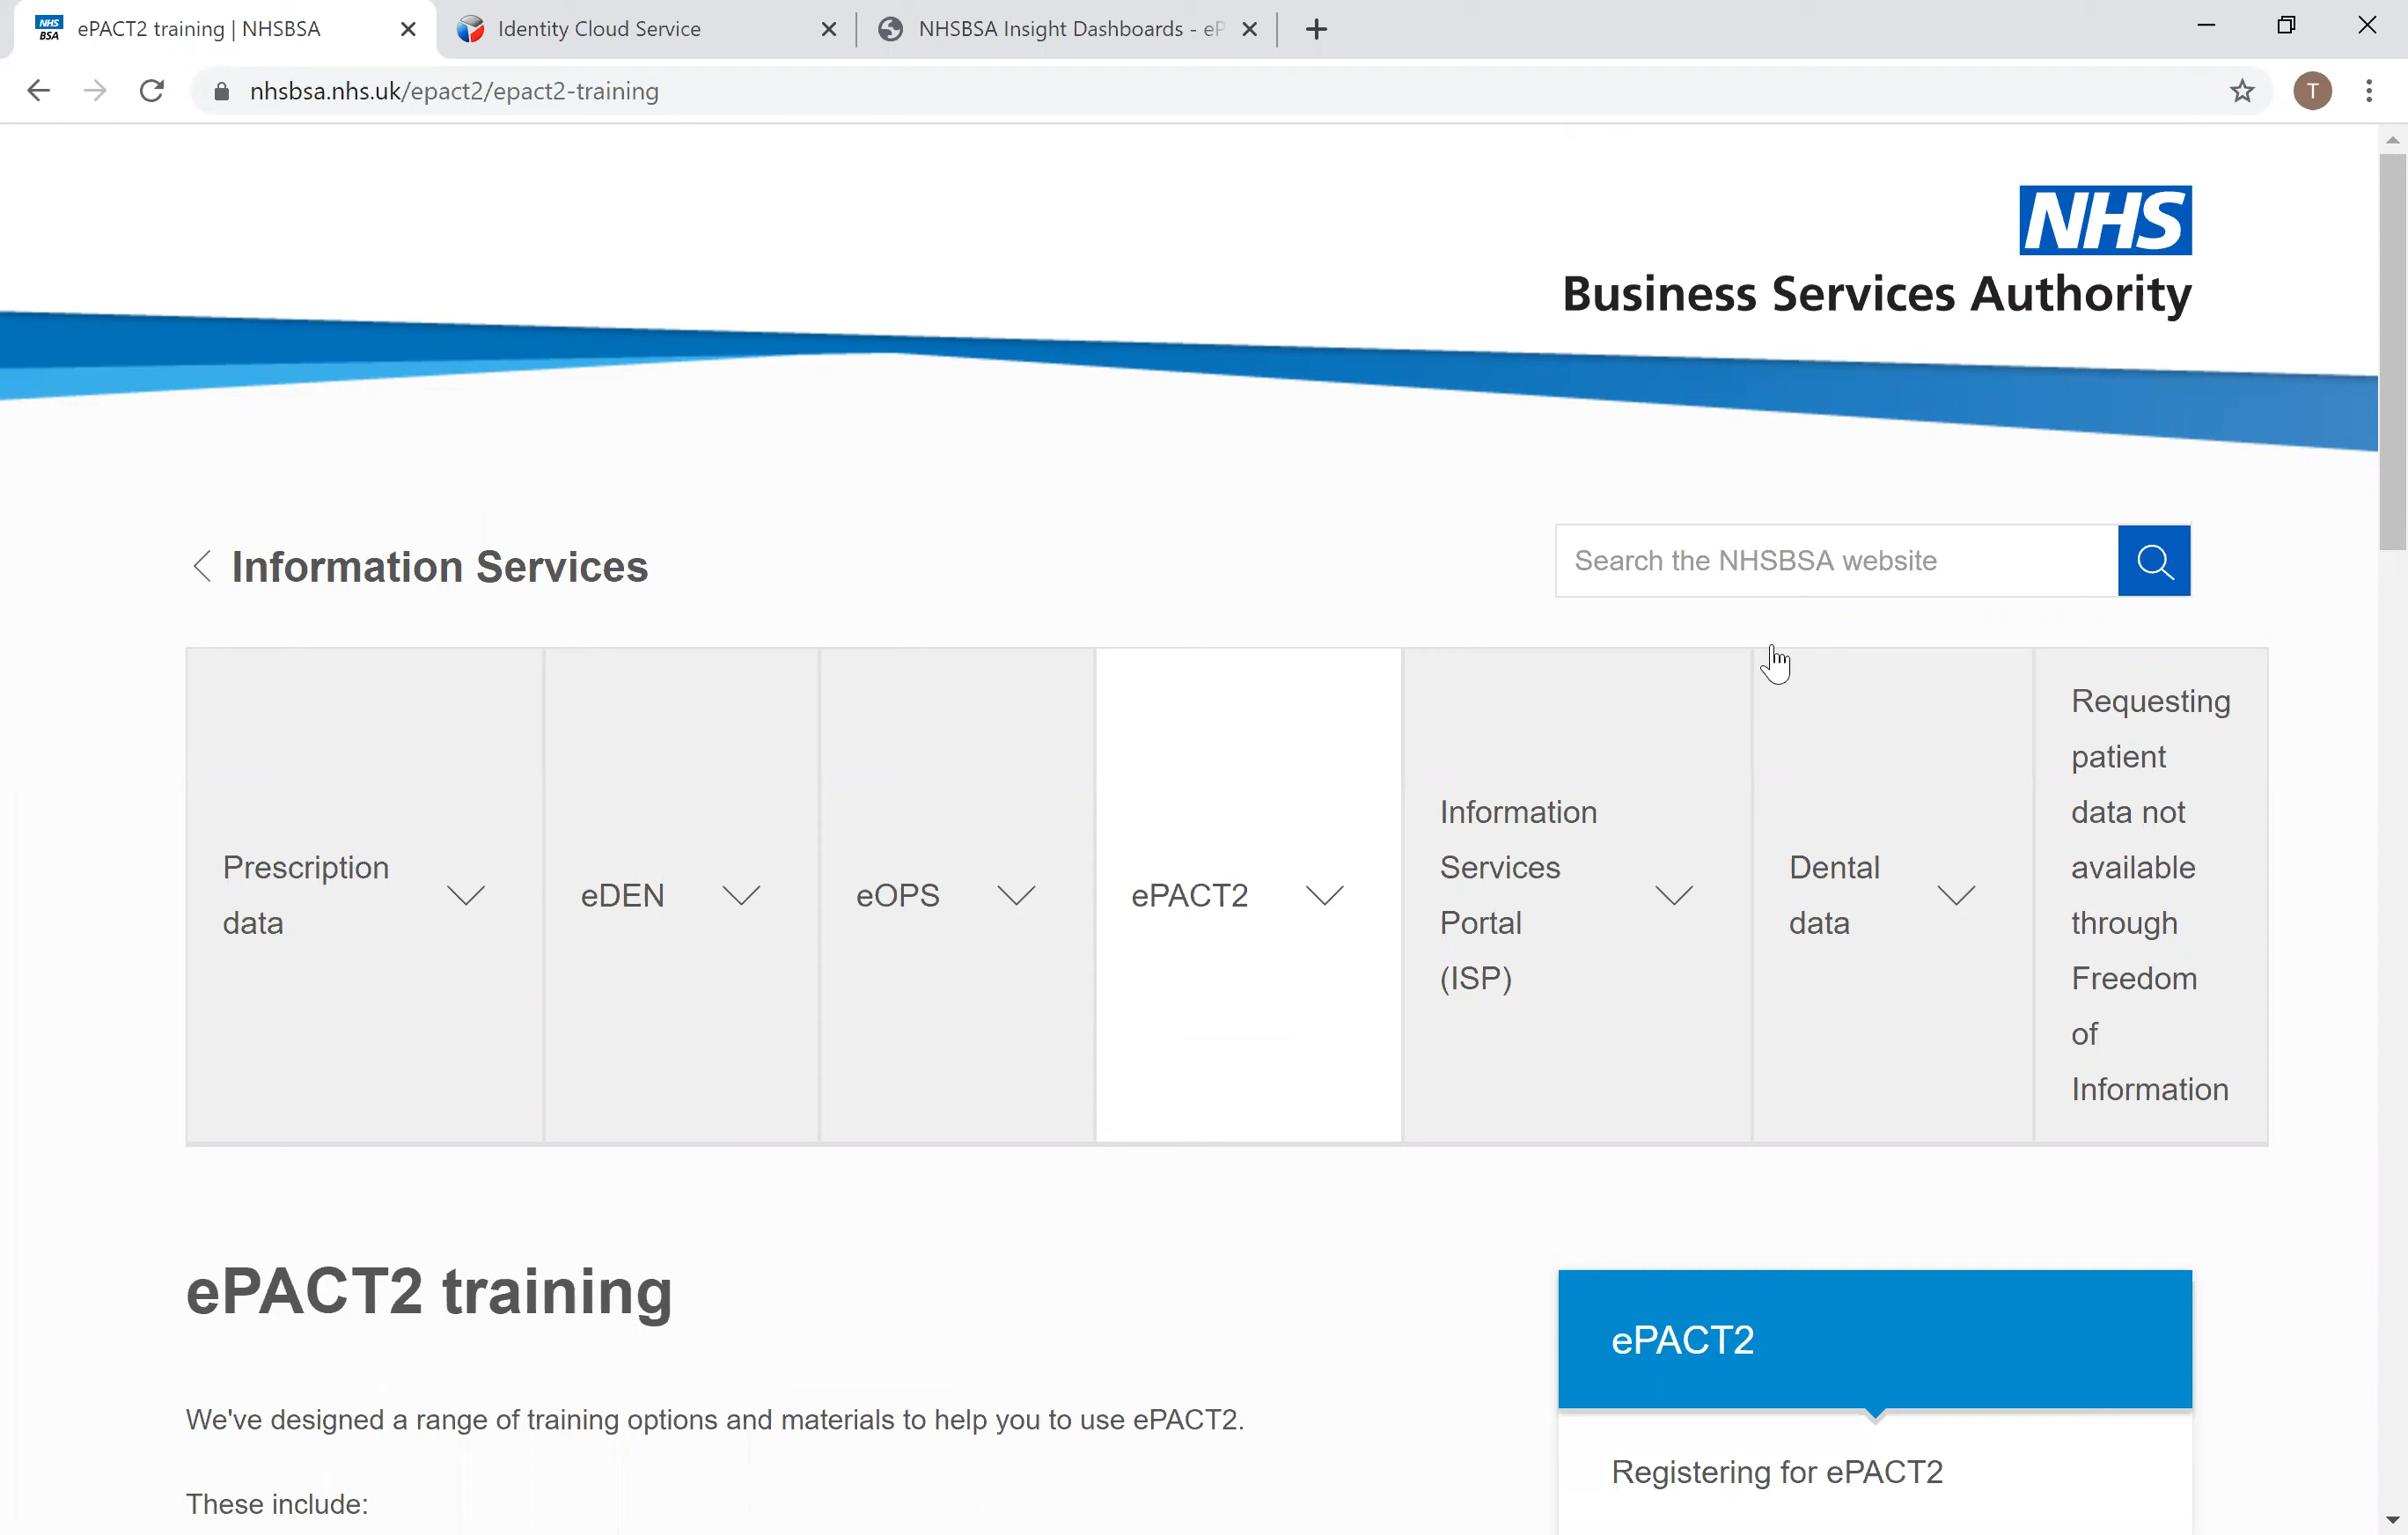 NHS BSA ePACT2 training | NHSBSA
Identity Cloud Service
NHSBSA Insight Dashboards - eP
nhsbsa.nhs.uk/epact2/epact2-training
T
NHS
Business Services Authority
Information Services
Search the NHSBSA website
Prescription
data
eDEN
eOPS
ePACT2
Information
Services
Portal
(ISP)
Dental
data
Requesting
patient
data not
available
through
Freedom
of
Information
ePACT2 training
We've designed a range of training options and materials to help you to use ePACT2.
These include:
ePACT2
Registering for ePACT2